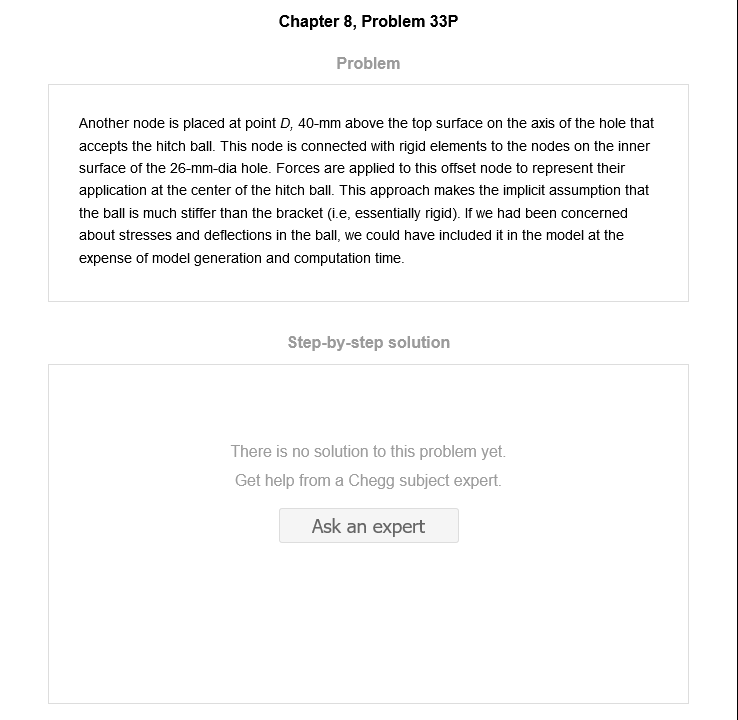 Chapter 8, Problem 33P
Problem
Another node is placed at point D, 40-mm above the top surface on the axis of the hole that
accepts the hitch ball. This node is connected with rigid elements to the nodes on the inner
surface of the 26-mm-dia hole. Forces are applied to this offset node to represent their
application at the center of the hitch ball. This approach makes the implicit assumption that
the ball is much stiffer than the bracket (i.e, essentially rigid). If we had been concerned
about stresses and deflections in the ball, we could have included it in the model at the
expense of model generation and computation time.
Step-by-step solution
There is no solution to this problem yet.
Get help from a Chegg subject expert.
Ask an expert